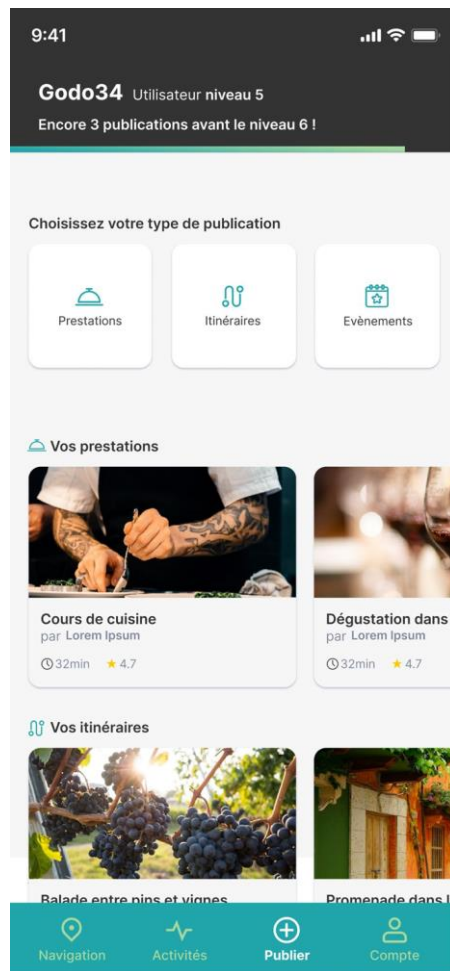 9:41
Godo34 Utilisateur niveau 5
Encore 3 publications avant le niveau 6 !
Choisissez votre type de publication
Prestations
Itinéraires
Evènements
Vos prestations
Cours de cuisine
par Lorem Ipsum
32min ★ 4.7
Dégustation dans
par Lorem Ipsum
32min ★ 4.7
Vos itinéraires
Balade entre pins et vignes
Promenade dans l
Navigation
Activités
Publier
Compte